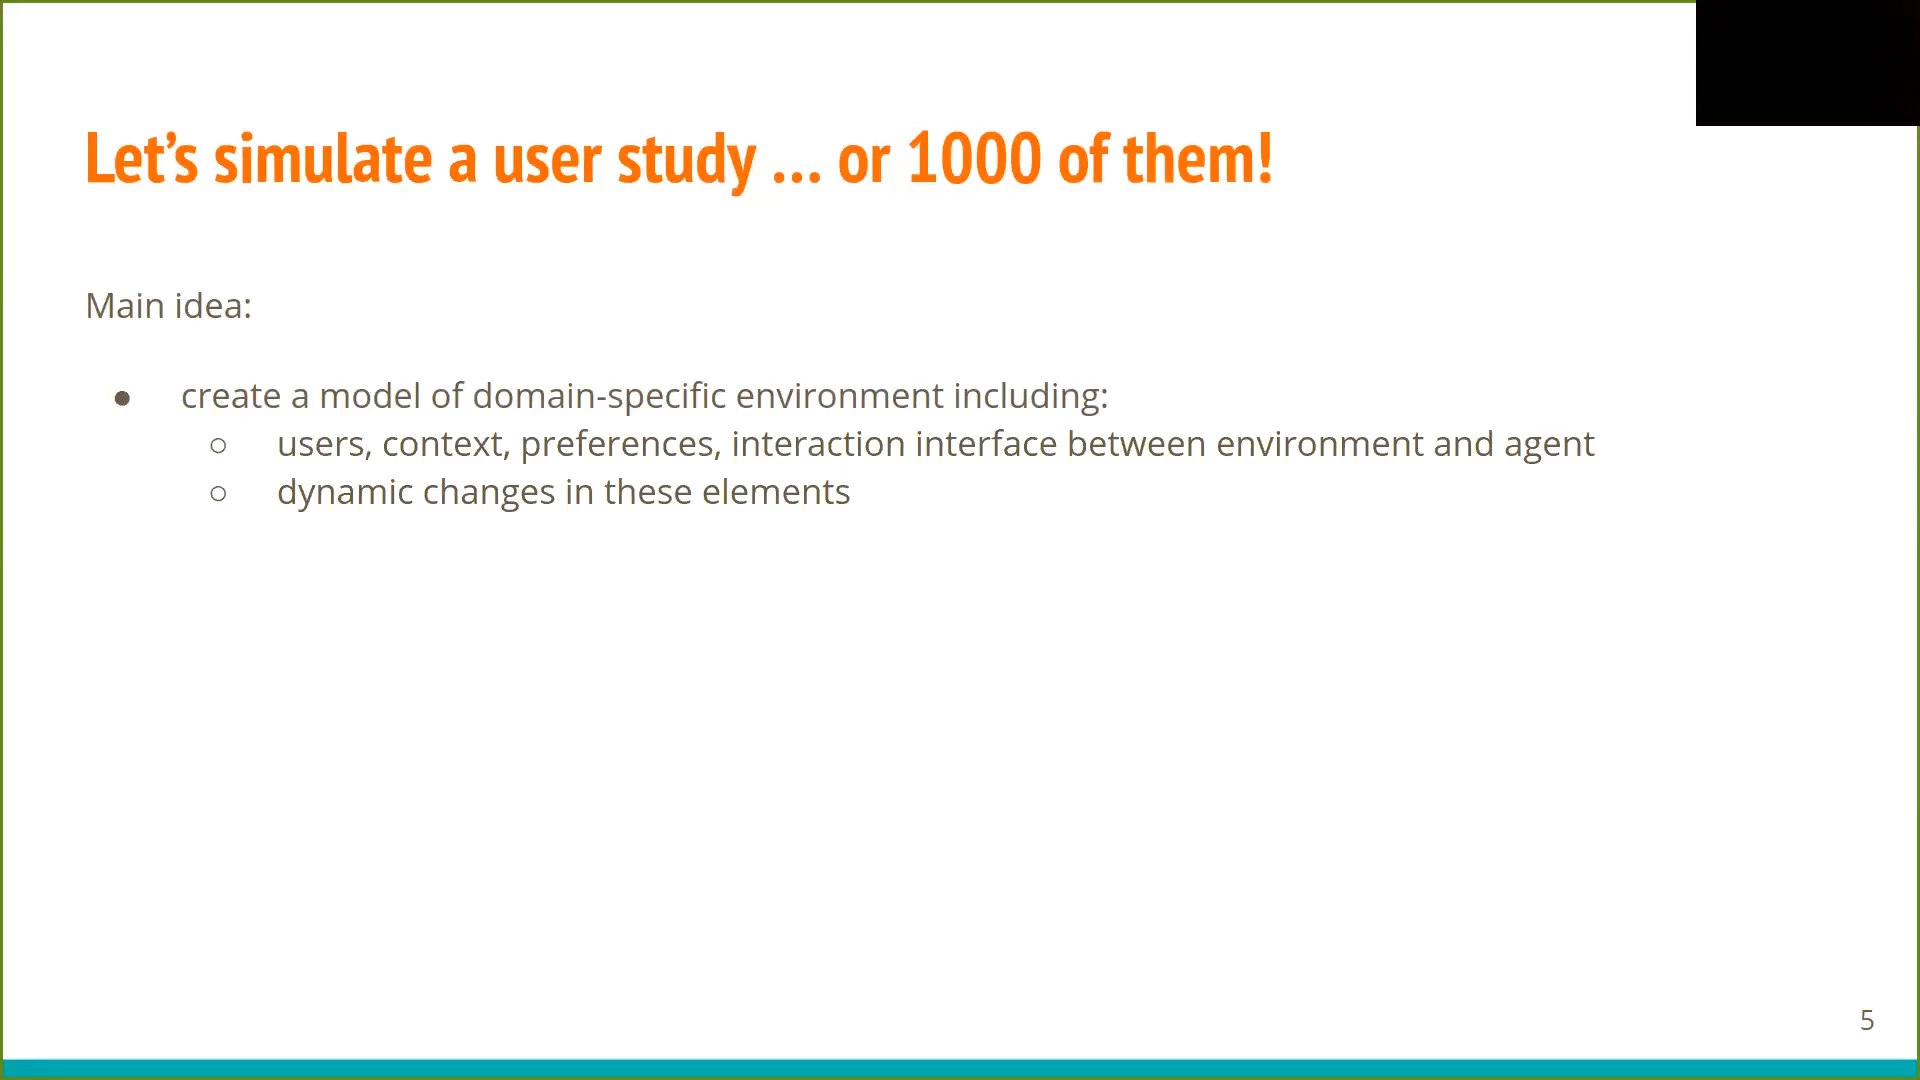 Let’s simulate a user study … or 1000 of them!
Main idea:
● create a model of domain-specific environment including:
○ users, context, preferences, interaction interface between environment and agent
○ dynamic changes in these elements
5